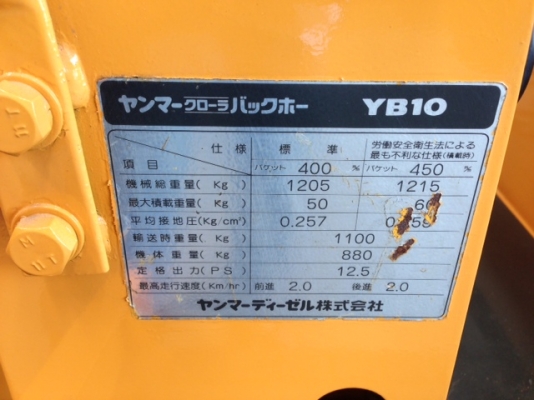 ヤンマークローラバックホー YB10
仕様 標準 労働安全衛生法による
最も不利な仕様(積載時)
項目 バケット 400 % バケット 450 %
機械総重量(Kg) 1205 1215
最大積載重量(Kg) 50
平均接地圧(Kg/cm²) 0.257
輸送時重量(Kg) 1100
機体重量(Kg) 880
定格出力(PS) 12.5
最高走行速度(Km/hr) 前進 2.0 後進 2.0
ヤンマーディーゼル株式会社